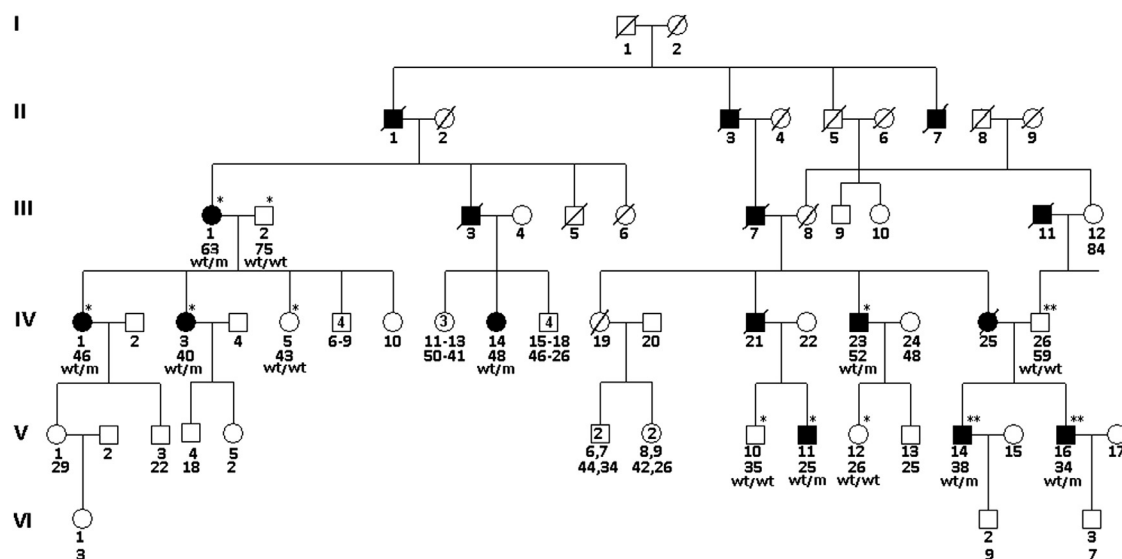 I
1 2
II
1 2 3 4 5 6 7 8 9
III
* *
1 2 3 4 5 6 7 8 9 10 11 12
63 75 84
wt/m wt/wt
IV
* * * 4 3 4 * **
1 2 3 4 5 6-9 10 11-13 14 15-18 19 20 21 22 23 24 25 26
46 40 43 50-41 48 46-26 52 48 59
wt/m wt/m wt/wt wt/m wt/m wt/wt
V
2 2 * * * ** **
1 2 3 4 5 6,7 8,9 10 11 12 13 14 15 16 17
29 22 18 2 44,34 42,26 35 25 26 25 38 34
wt/wt wt/m wt/wt wt/m wt/m
VI
1 2 3
3 9 7